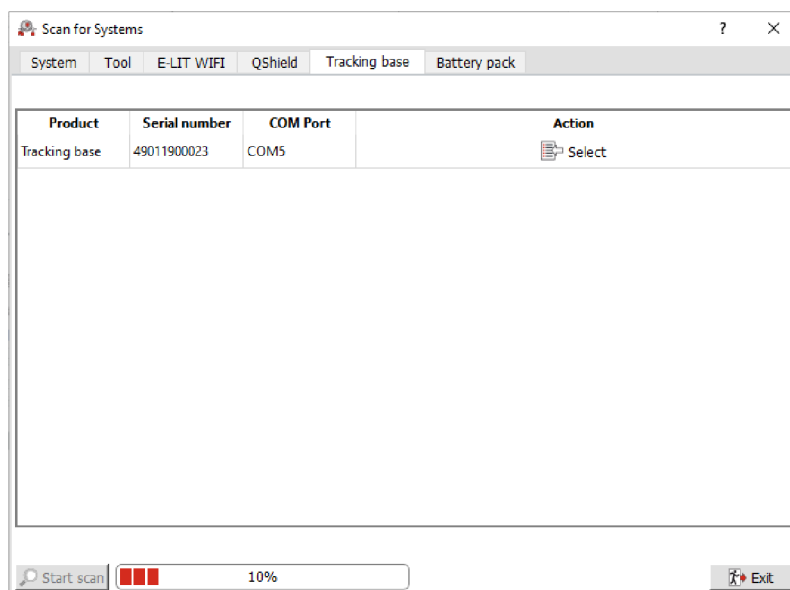 Scan for Systems ? ×
System Tool E-LIT WIFI QShield Tracking base Battery pack
Product Serial number COM Port Action
Tracking base 49011900023 COM5 Select
Start scan 10% Exit